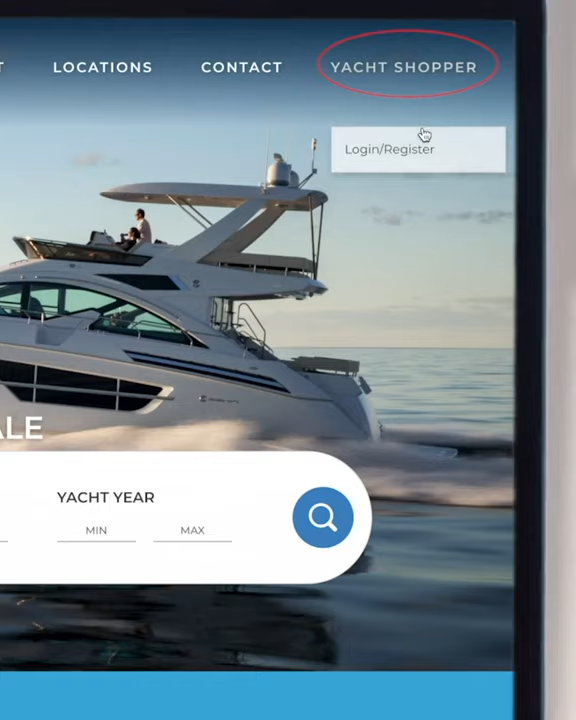 T LOCATIONS CONTACT YACHT SHOPPER
Login/Register
ALE
YACHT YEAR
MIN MAX